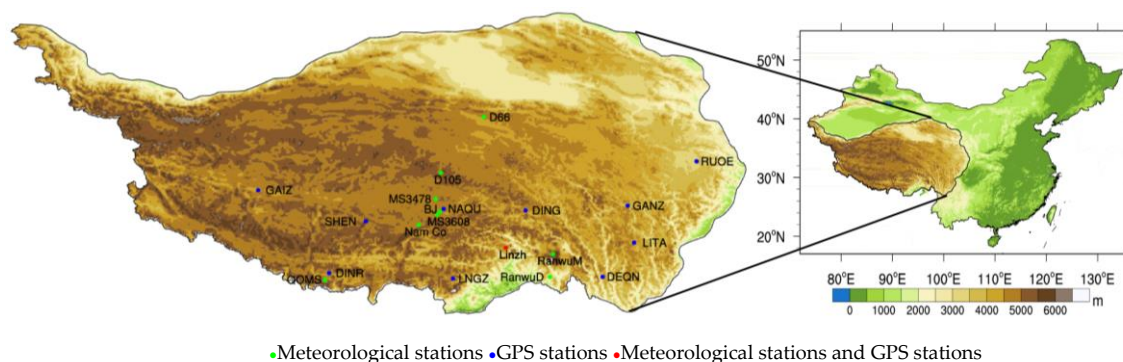 50°N
D66
40°N
RUOE
D105
GAIZ
MS3478
30°N
BJ NAQU DING GANZ
SHEN
MS3608
Nam Co
LITA
20°N
Linzh RanwuM
DINR
QOMS LNGZ RanwuD DEQN
80°E 90°E 100°E 110°E 120°E 130°E
m
0 1000 2000 3000 4000 5000 6000
Meteorological stations GPS stations Meteorological stations and GPS stations